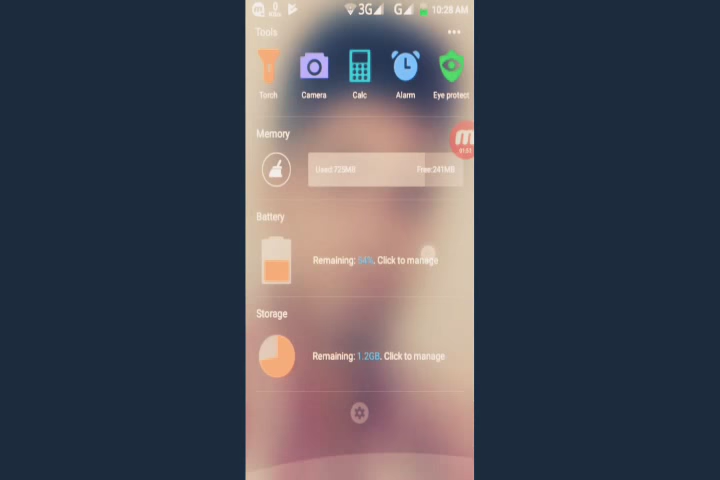 3G G 10:28 AM
Tools
Torch Camera Calc Alarm Eye protect
Memory
Used:725MB Free:241MB
Battery
Remaining: 54%. Click to manage
Storage
Remaining: 1.2GB. Click to manage